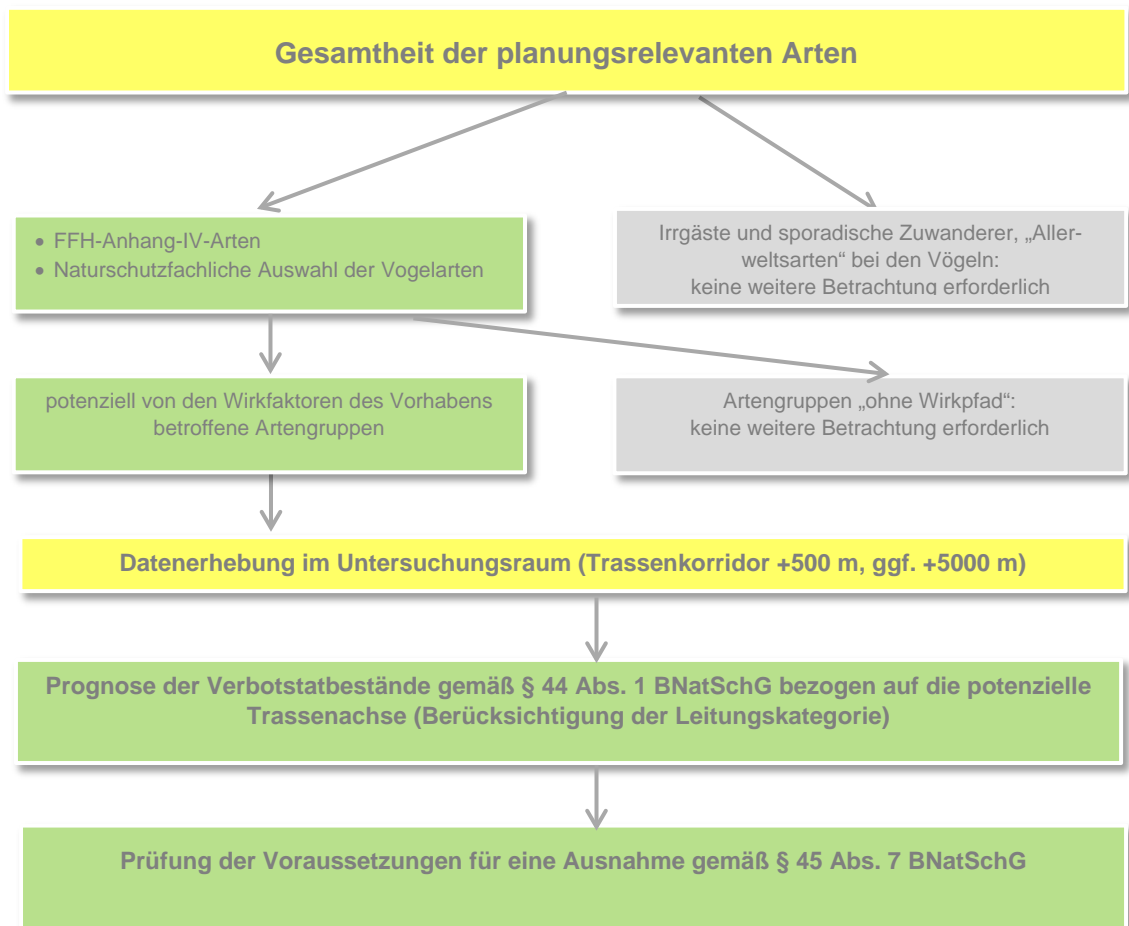 Gesamtheit der planungsrelevanten Arten
• FFH-Anhang-IV-Arten
• Naturschutzfachliche Auswahl der Vogelarten
Irrgäste und sporadische Zuwanderer, „Aller-
weltsarten“ bei den Vögeln:
keine weitere Betrachtung erforderlich
potenziell von den Wirkfaktoren des Vorhabens
betroffene Artengruppen
Artengruppen „ohne Wirkpfad“:
keine weitere Betrachtung erforderlich
Datenerhebung im Untersuchungsraum (Trassenkorridor +500 m, ggf. +5000 m)
Prognose der Verbotstatbestände gemäß § 44 Abs. 1 BNatSchG bezogen auf die potenzielle
Trassenachse (Berücksichtigung der Leitungskategorie)
Prüfung der Voraussetzungen für eine Ausnahme gemäß § 45 Abs. 7 BNatSchG